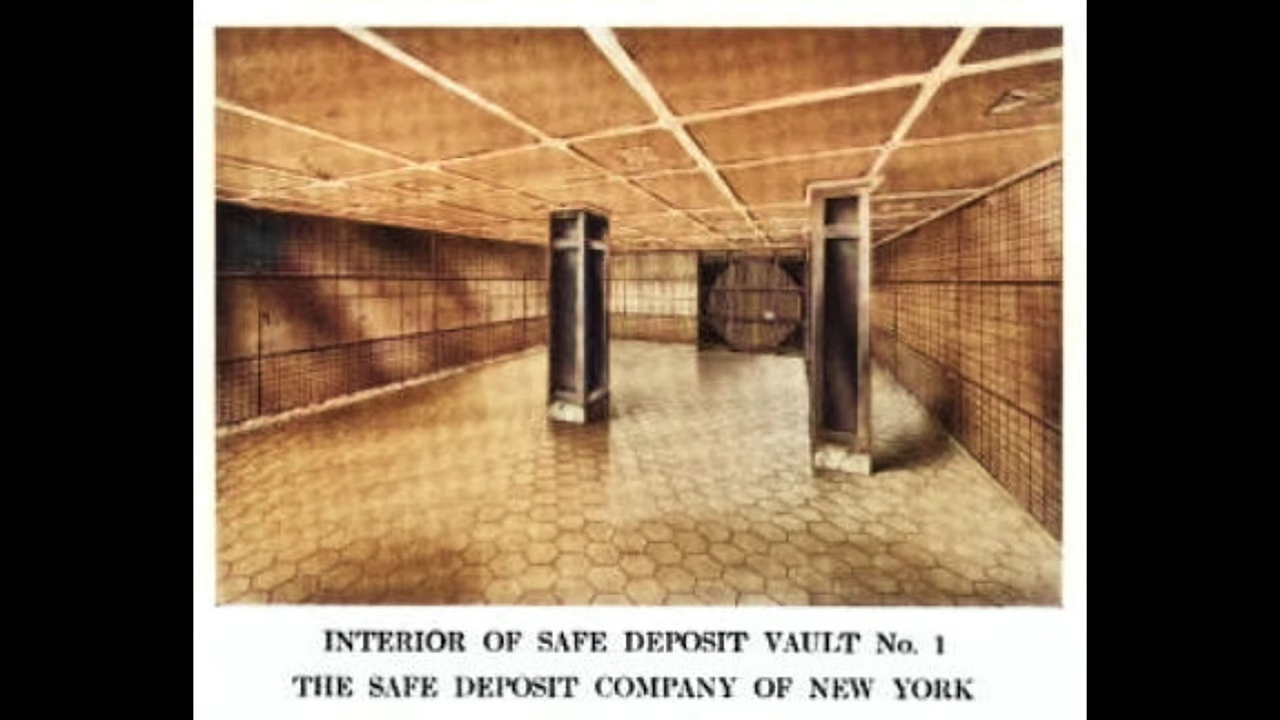 INTERIOR OF SAFE DEPOSIT VAULT No. 1
THE SAFE DEPOSIT COMPANY OF NEW YORK